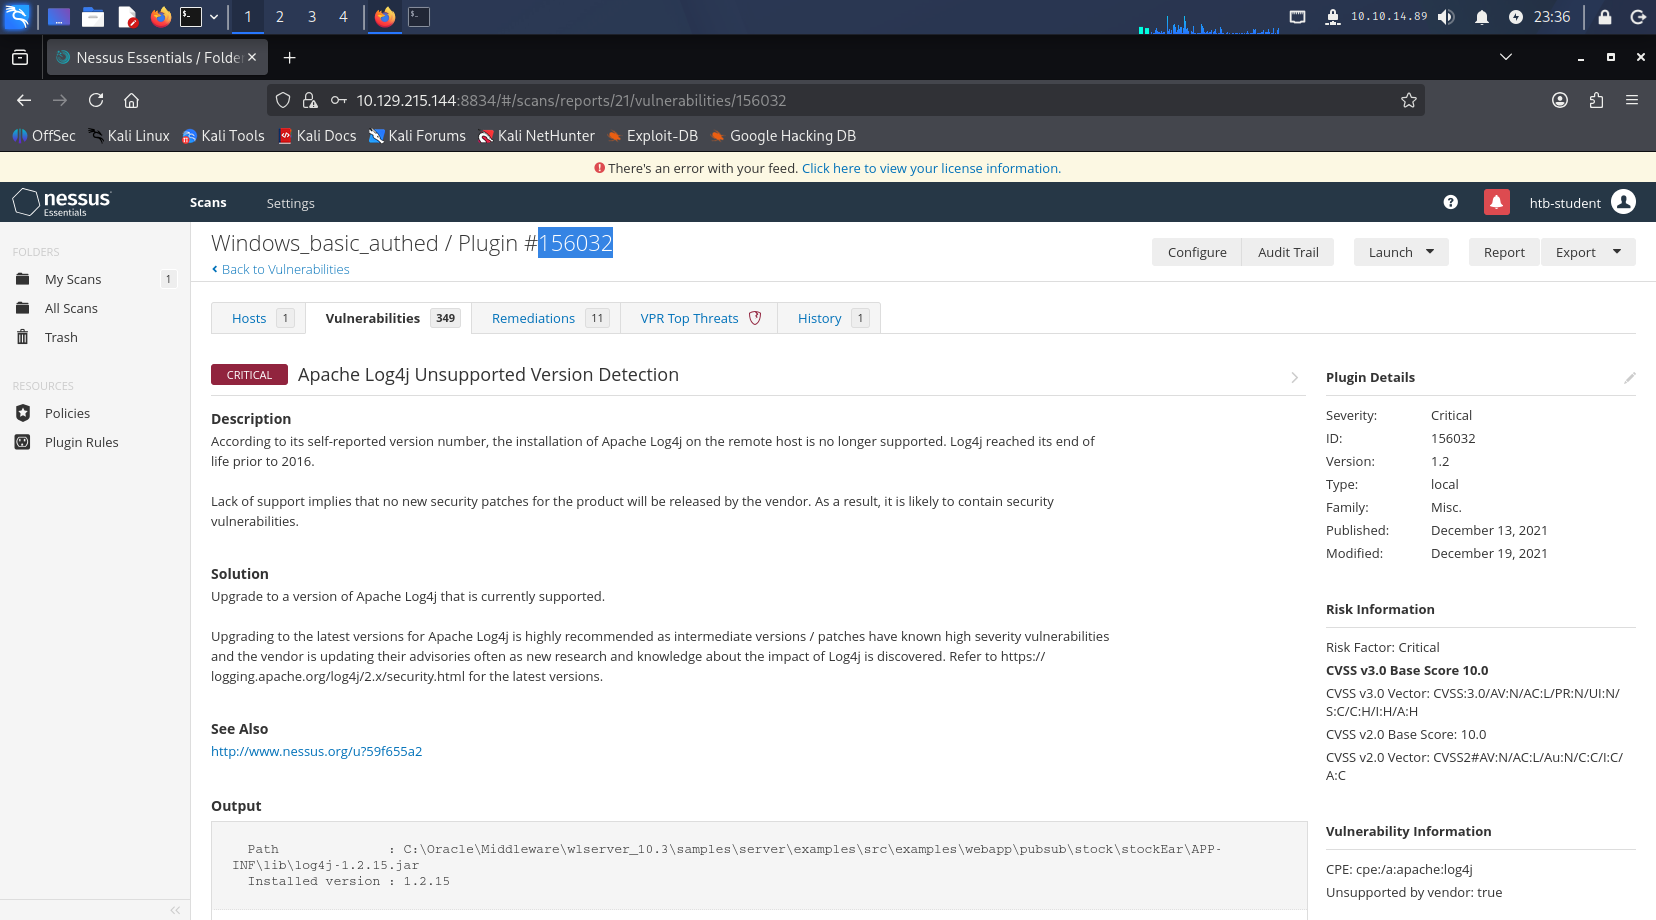 1 2 3 4 10.10.14.89 23:36
Nessus Essentials / Folde
10.129.215.144:8834/#/scans/reports/21/vulnerabilities/156032
OffSec Kali Linux Kali Tools Kali Docs Kali Forums Kali NetHunter Exploit-DB Google Hacking DB
There's an error with your feed. Click here to view your license information.
nessus
Essentials
Scans Settings htb-student
FOLDERS
My Scans 1
All Scans
Trash
RESOURCES
Policies
Plugin Rules
Windows_basic_authed / Plugin #156032
Back to Vulnerabilities
Configure Audit Trail Launch Report Export
Hosts 1 Vulnerabilities 349 Remediations 11 VPR Top Threats History 1
CRITICAL Apache Log4j Unsupported Version Detection
Description
According to its self-reported version number, the installation of Apache Log4j on the remote host is no longer supported. Log4j reached its end of
life prior to 2016.
Lack of support implies that no new security patches for the product will be released by the vendor. As a result, it is likely to contain security
vulnerabilities.
Solution
Upgrade to a version of Apache Log4j that is currently supported.
Upgrading to the latest versions for Apache Log4j is highly recommended as intermediate versions / patches have known high severity vulnerabilities
and the vendor is updating their advisories often as new research and knowledge about the impact of Log4j is discovered. Refer to https://
logging.apache.org/log4j/2.x/security.html for the latest versions.
See Also
http://www.nessus.org/u?59f655a2
Output
Path : C:\Oracle\Middleware\wlserver_10.3\samples\server\examples\src\examples\webapp\pubsub\stock\stockEar\APP-
INF\lib\log4j-1.2.15.jar
Installed version : 1.2.15
Plugin Details
Severity: Critical
ID: 156032
Version: 1.2
Type: local
Family: Misc.
Published: December 13, 2021
Modified: December 19, 2021
Risk Information
Risk Factor: Critical
CVSS v3.0 Base Score 10.0
CVSS v3.0 Vector: CVSS:3.0/AV:N/AC:L/PR:N/UI:N/
S:C/C:H/I:H/A:H
CVSS v2.0 Base Score: 10.0
CVSS v2.0 Vector: CVSS2#AV:N/AC:L/Au:N/C:C/I:C/
A:C
Vulnerability Information
CPE: cpe:/a:apache:log4j
Unsupported by vendor: true